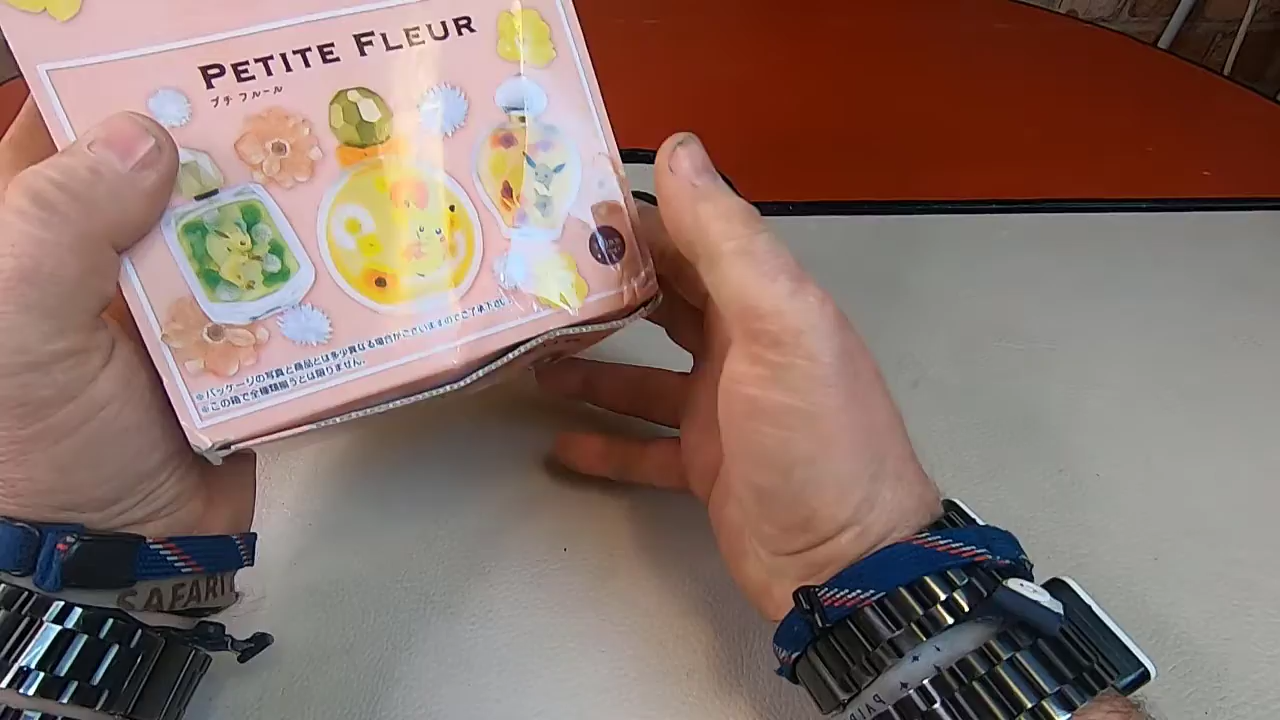 PETITE FLEUR
プチ フルール
※パッケージの写真と商品とは多少異なる場合がございますのでご了承下さい。
※この箱で全種類揃うとは限りません。
SAFARI